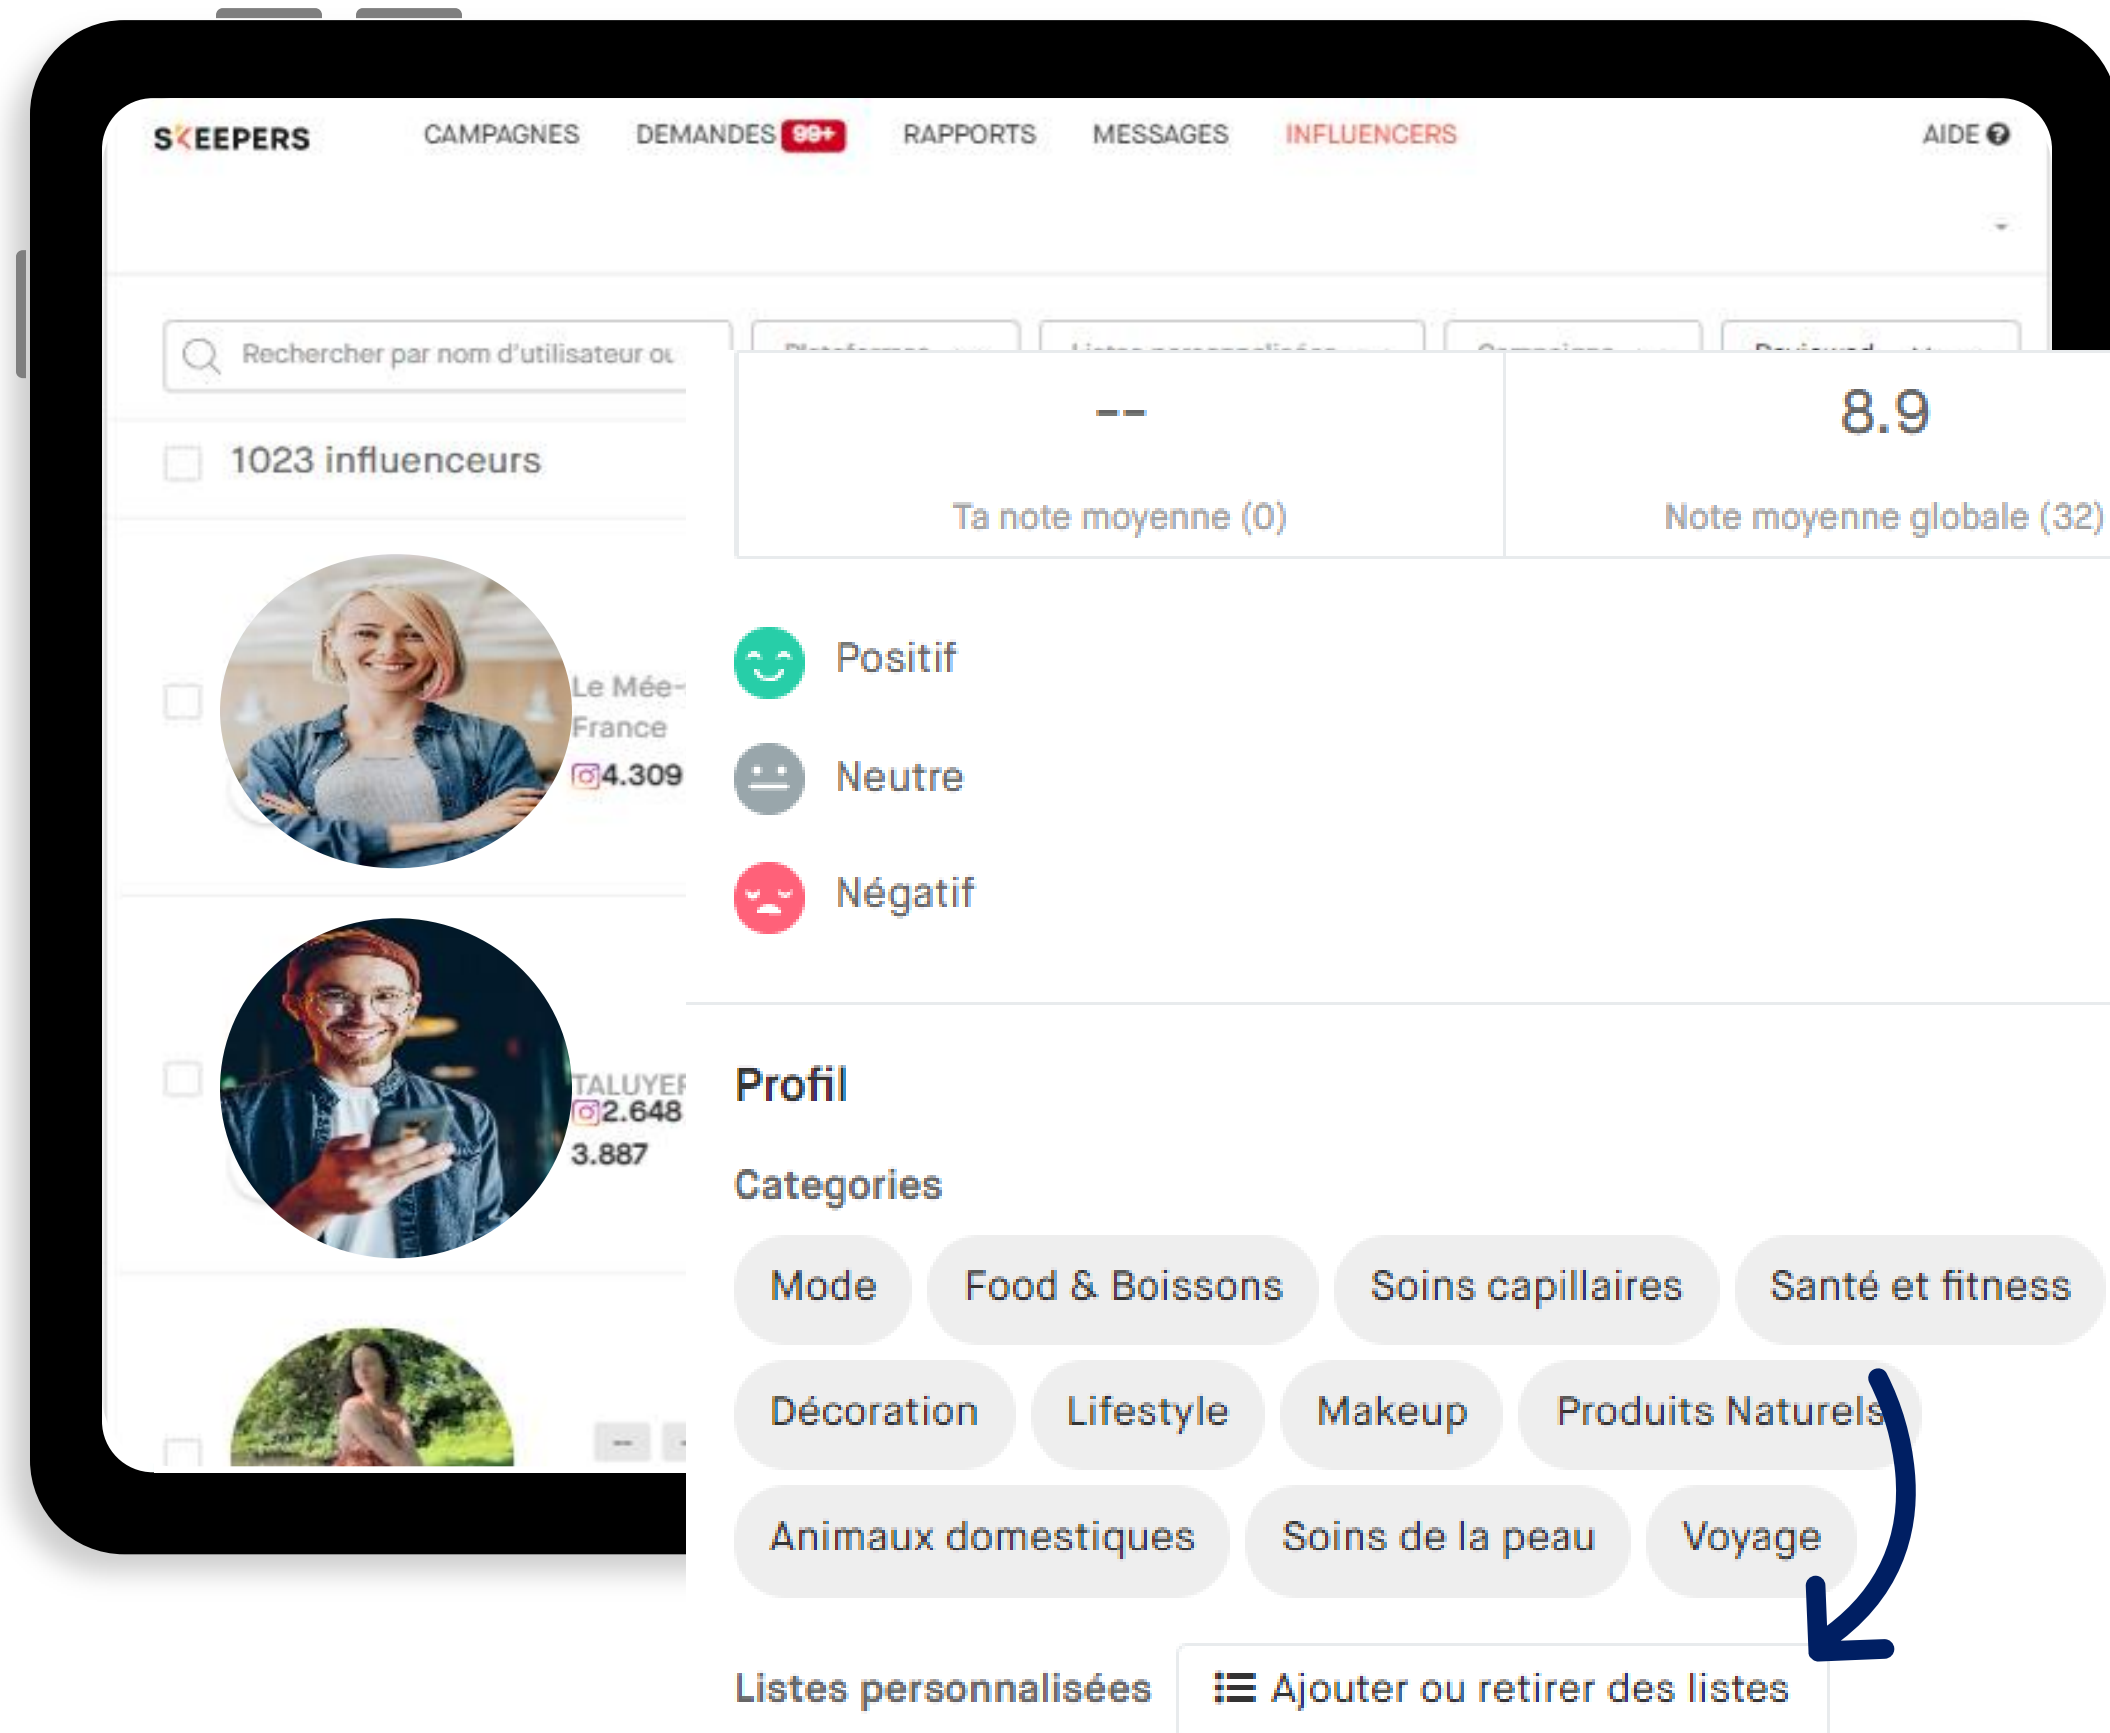 SKEEPERS CAMPAGNES DEMANDES 99+ RAPPORTS MESSAGES INFLUENCERS AIDE
Rechercher par nom d'utilisateur ou
1023 influenceurs
Le Mée-
France
4.309
TALUYER
2.648
3.887
--
--
8.9
Ta note moyenne (0)
Note moyenne globale (32)
Positif
Neutre
Négatif
Profil
Categories
Mode
Food & Boissons
Soins capillaires
Santé et fitness
Décoration
Lifestyle
Makeup
Produits Naturels
Animaux domestiques
Soins de la peau
Voyage
Listes personnalisées
Ajouter ou retirer des listes